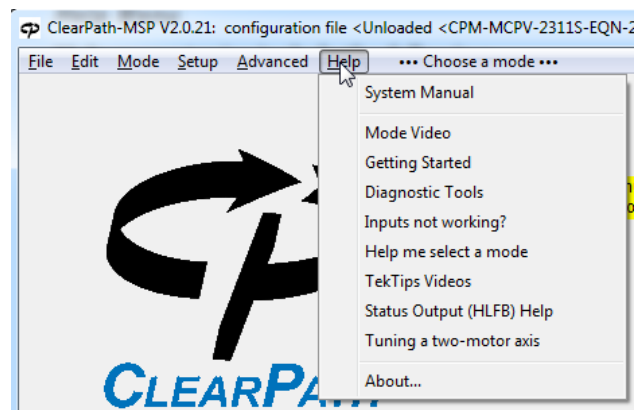 ClearPath-MSP V2.0.21: configuration file <Unloaded <CPM-MCPV-2311S-EQN-2
File Edit Mode Setup Advanced Help ••• Choose a mode •••
System Manual
Mode Video
Getting Started
Diagnostic Tools
Inputs not working?
Help me select a mode
TekTips Videos
Status Output (HLFB) Help
Tuning a two-motor axis
About...
CLEARPATH